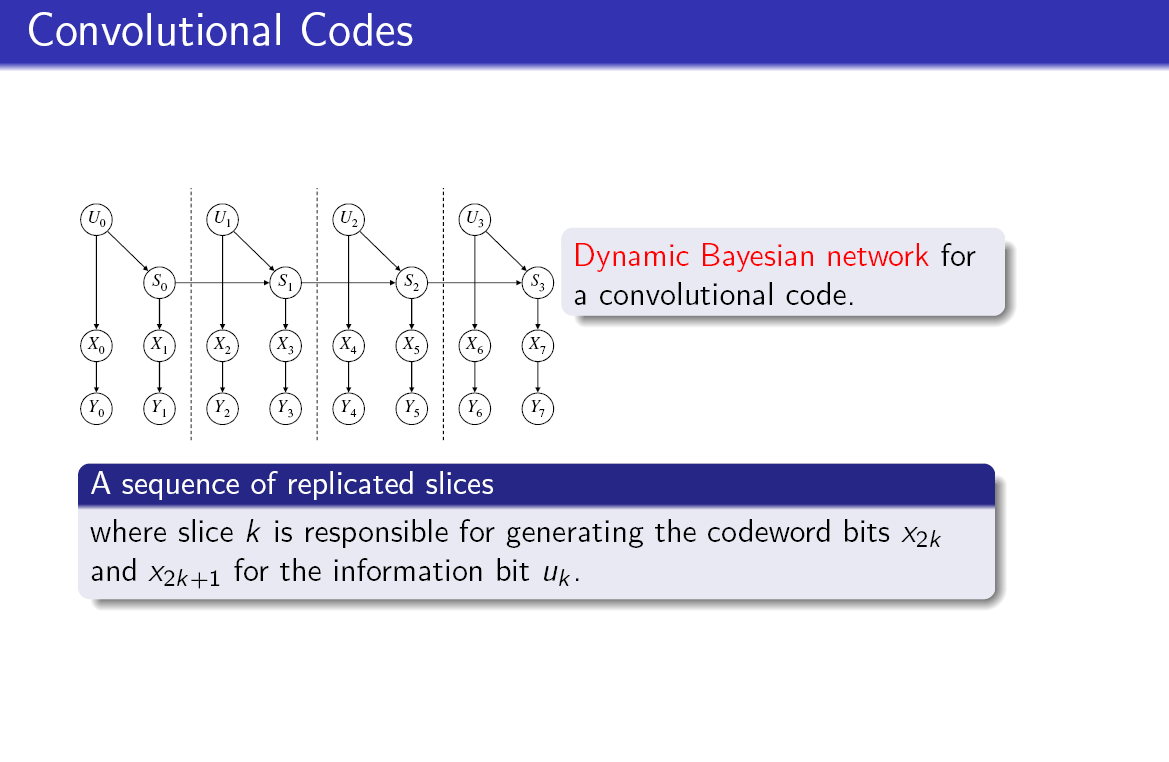 Convolutional Codes
U0 U1 U2 U3
S0 S1 S2 S3
X0 X1 X2 X3 X4 X5 X6 X7
Y0 Y1 Y2 Y3 Y4 Y5 Y6 Y7
Dynamic Bayesian network for
a convolutional code.
A sequence of replicated slices
where slice k is responsible for generating the codeword bits x2k
and x2k+1 for the information bit uk.